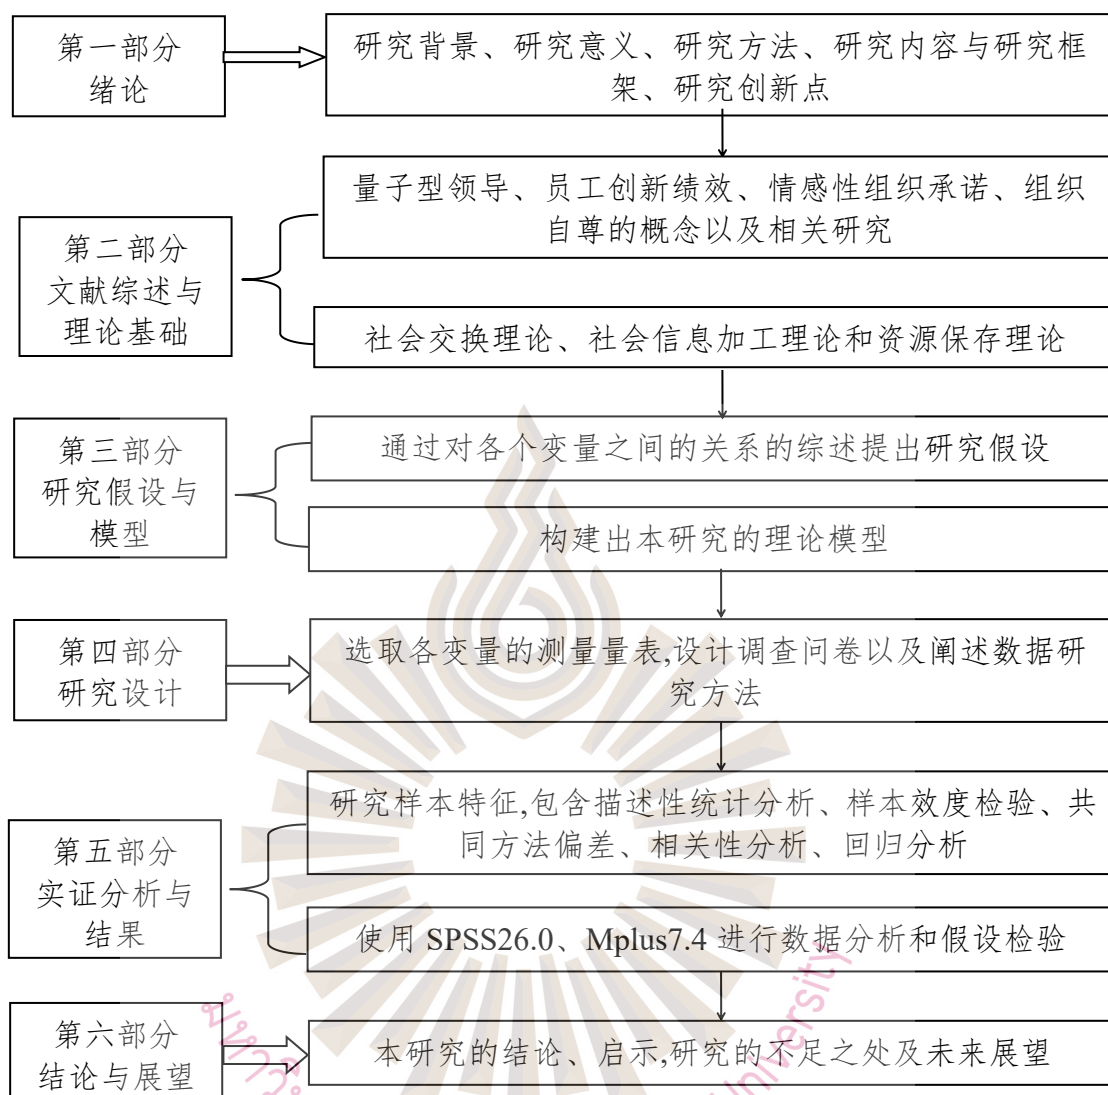 第一部分
绪论
研究背景、研究意义、研究方法、研究内容与研究框
架、研究创新点
量子型领导、员工创新绩效、情感性组织承诺、组织
自尊的概念以及相关研究
第二部分
文献综述与
理论基础
社会交换理论、社会信息加工理论和资源保存理论
第三部分
研究假设与
模型
通过对各个变量之间的关系的综述提出研究假设
构建出本研究的理论模型
第四部分
研究设计
选取各变量的测量量表,设计调查问卷以及阐述数据研
究方法
研究样本特征,包含描述性统计分析、样本效度检验、共
同方法偏差、相关性分析、回归分析
第五部分
实证分析与
结果
使用 SPSS26.0、Mplus7.4 进行数据分析和假设检验
第六部分
结论与展望
本研究的结论、启示,研究的不足之处及未来展望
University